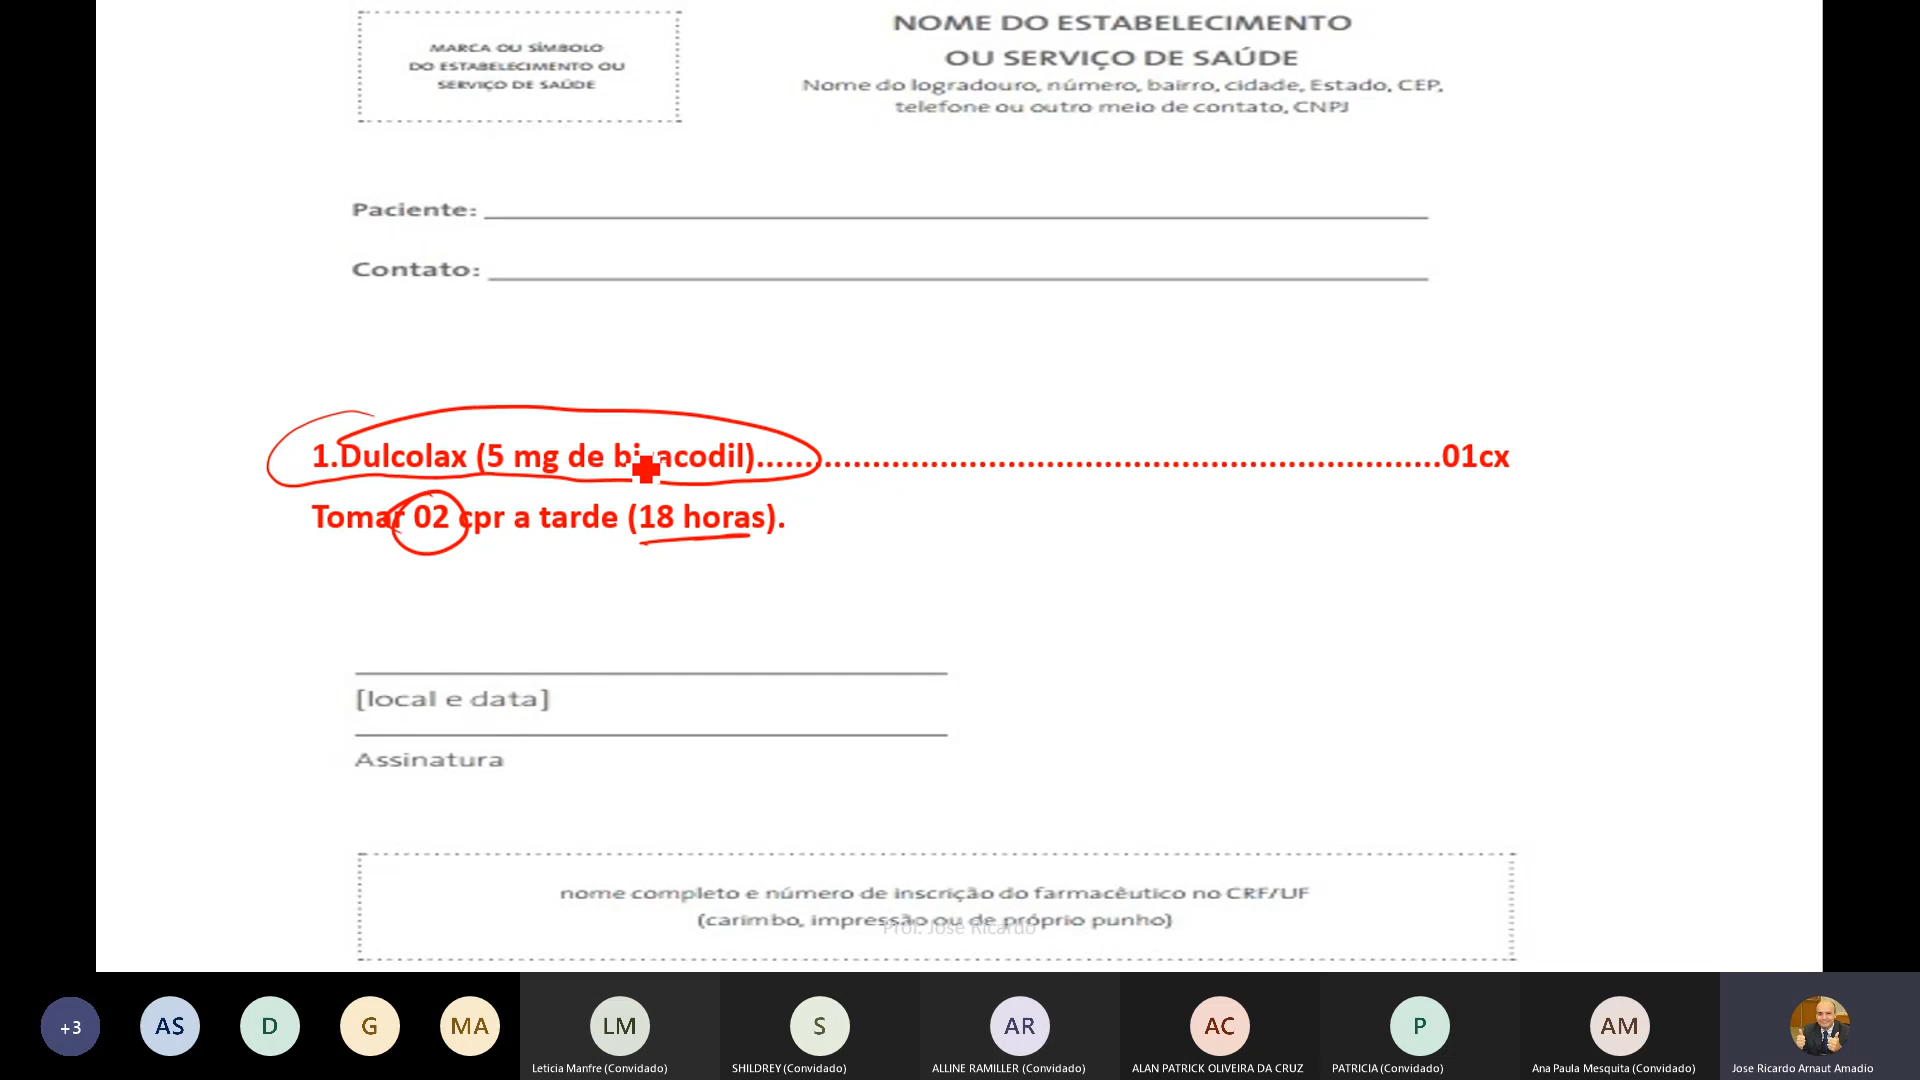 MARCA OU SÍMBOLO
DO ESTABELECIMENTO OU
SERVIÇO DE SAÚDE
NOME DO ESTABELECIMENTO
OU SERVIÇO DE SAÚDE
Nome do logradouro, número, bairro, cidade, Estado, CEP,
telefone ou outro meio de contato, CNPJ
Paciente:
Contato:
1.Dulcolax (5 mg de bisacodil)..........................................................................01cx
Tomar 02 cpr a tarde (18 horas).
[local e data]
Assinatura
nome completo e número de inscrição do farmacêutico no CRF/UF
(carimbo, impressão ou de próprio punho)
Prof. José Ricardo
+3
AS
D
G
MA
LM
S
AR
AC
P
AM
Leticia Manfre (Convidado)
SHILDREY (Convidado)
ALLINE RAMILLER (Convidado)
ALAN PATRICK OLIVEIRA DA CRUZ
PATRICIA (Convidado)
Ana Paula Mesquita (Convidado)
Jose Ricardo Arnaut Amadio